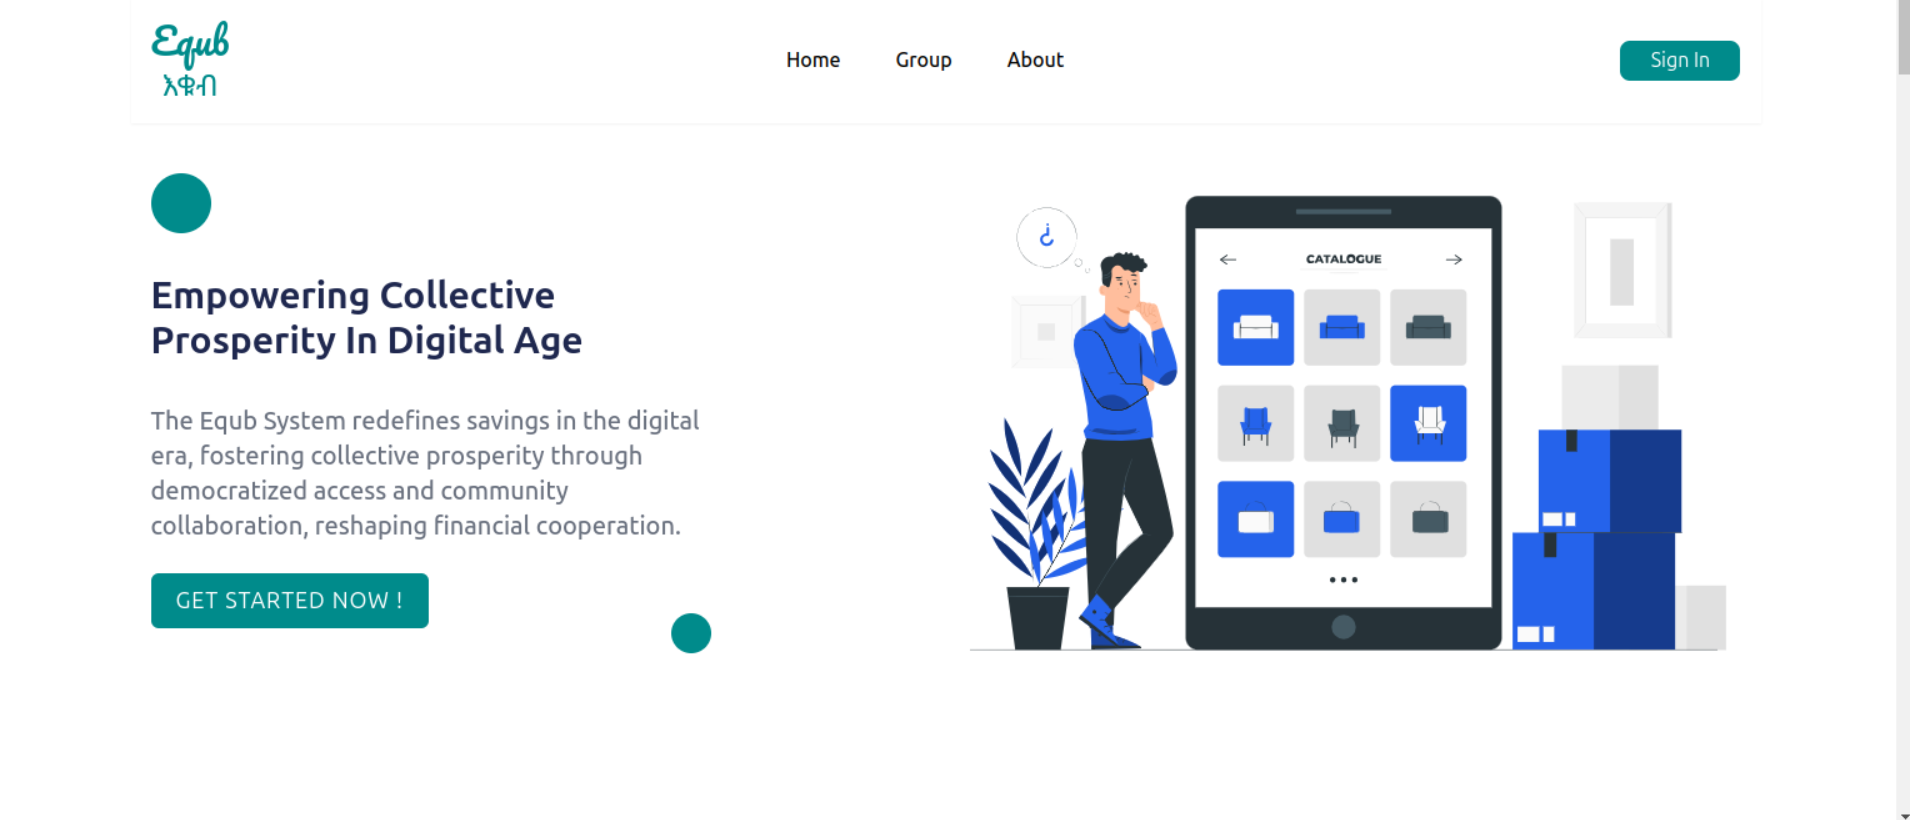 Equb
እቁብ
Home
Group
About
Sign In
Empowering Collective
Prosperity In Digital Age
The Equb System redefines savings in the digital
era, fostering collective prosperity through
democratized access and community
collaboration, reshaping financial cooperation.
GET STARTED NOW !
¿
CATALOGUE